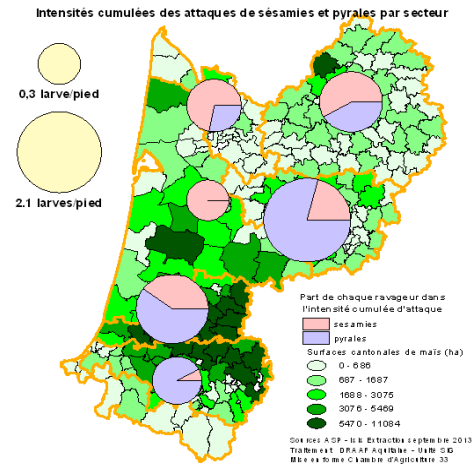 Intensités cumulées des attaques de sésamies et pyrales par secteur
0,3 larve/pied
2.1 larves/pied
Part de chaque ravageur dans
l'intensité cumulée d'attaque
sesamies
pyrales
Surfaces cantonales de maïs (ha)
0 - 686
687 - 1687
1688 - 3075
3076 - 5469
5470 - 11084
Sources ASP - Isis Extraction septembre 2013
Traitement DRAAF Aquitaine - Unité SIG
Mise en forme Chambre d'Agriculture 33